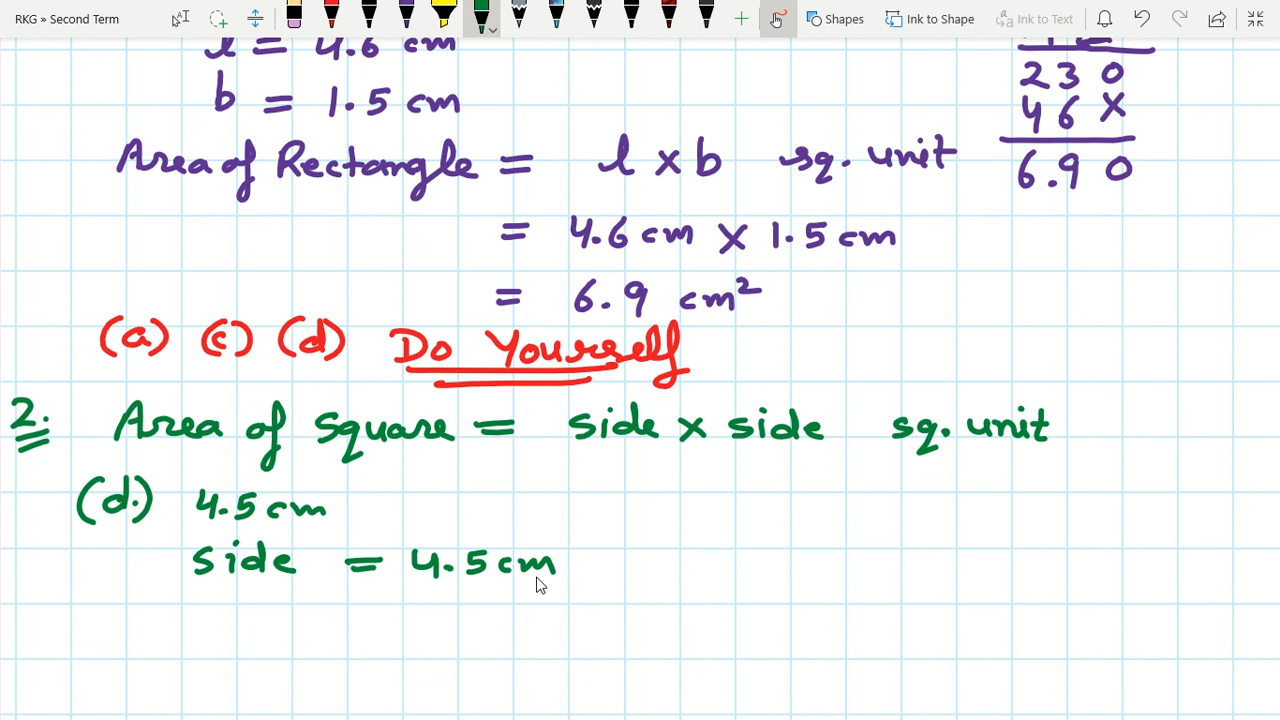 RKG » Second Term
Shapes
Ink to Shape
Ink to Text
l = 4.6 cm
b = 1.5 cm
230
46x
6.90
Area of Rectangle = l x b sq. unit
= 4.6 cm x 1.5 cm
= 6.9 cm²
(a) (c) (d) Do Yourself
2. Area of square = side x side sq. unit
(d.) 4.5 cm
side = 4.5 cm